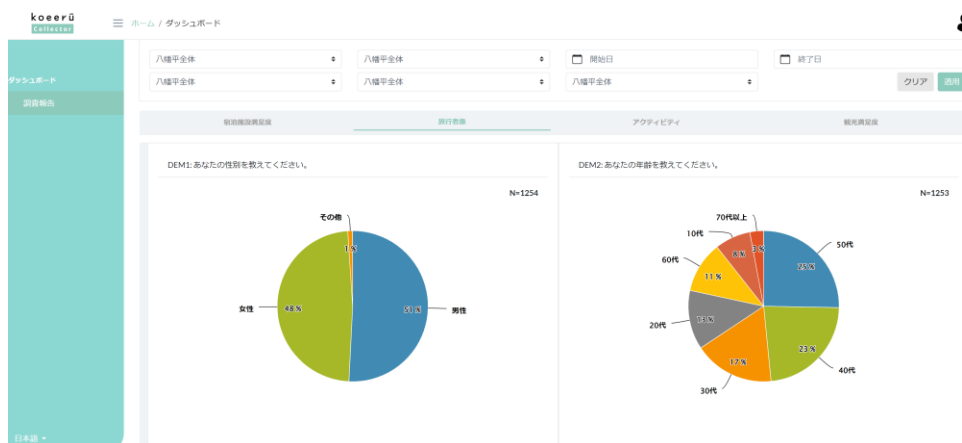 koeerü
Collector
ホーム / ダッシュボード
ダッシュボード
調査報告
八幡平全体
八幡平全体
開始日
終了日
八幡平全体
八幡平全体
八幡平全体
クリア
適用
宿泊施設満足度
旅行者像
アクティビティ
観光満足度
DEM1:あなたの性別を教えてください。
N=1254
その他
1 %
女性
48 %
51 %
男性
DEM2:あなたの年齢を教えてください。
N=1253
70代以上
10代
3 %
6 %
50代
25 %
60代
11 %
20代
13 %
23 %
40代
17 %
30代
日本語